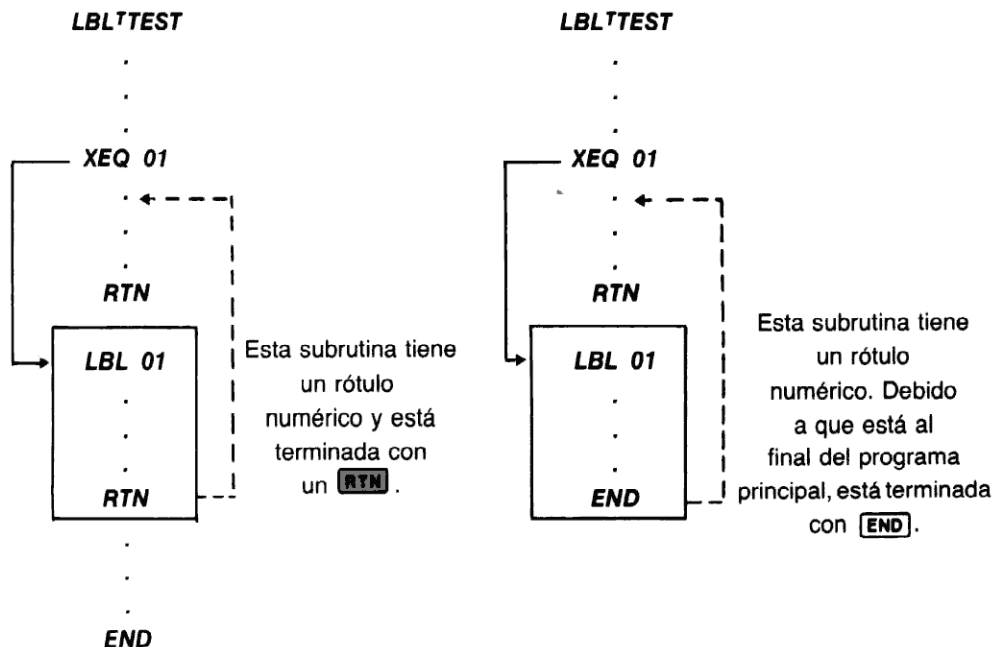 LBLᵀTEST
.
.
.
XEQ 01
.
.
.
RTN
LBL 01
.
.
.
RTN
.
.
.
END
Esta subrutina tiene
un rótulo
numérico y está
terminada con
un RTN .
LBLᵀTEST
.
.
.
XEQ 01
.
.
.
RTN
LBL 01
.
.
.
END
Esta subrutina tiene
un rótulo
numérico. Debido
a que está al
final del programa
principal, está terminada
con END .